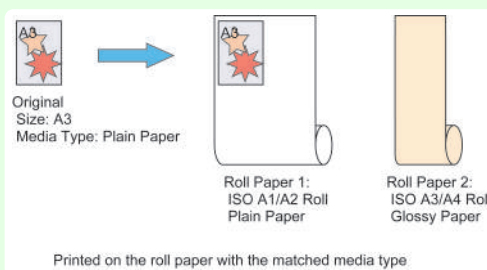 A3
A3
Original
Size: A3
Media Type: Plain Paper
Roll Paper 1:
ISO A1/A2 Roll
Plain Paper
Roll Paper 2:
ISO A3/A4 Rol
Glossy Paper
Printed on the roll paper with the matched media type